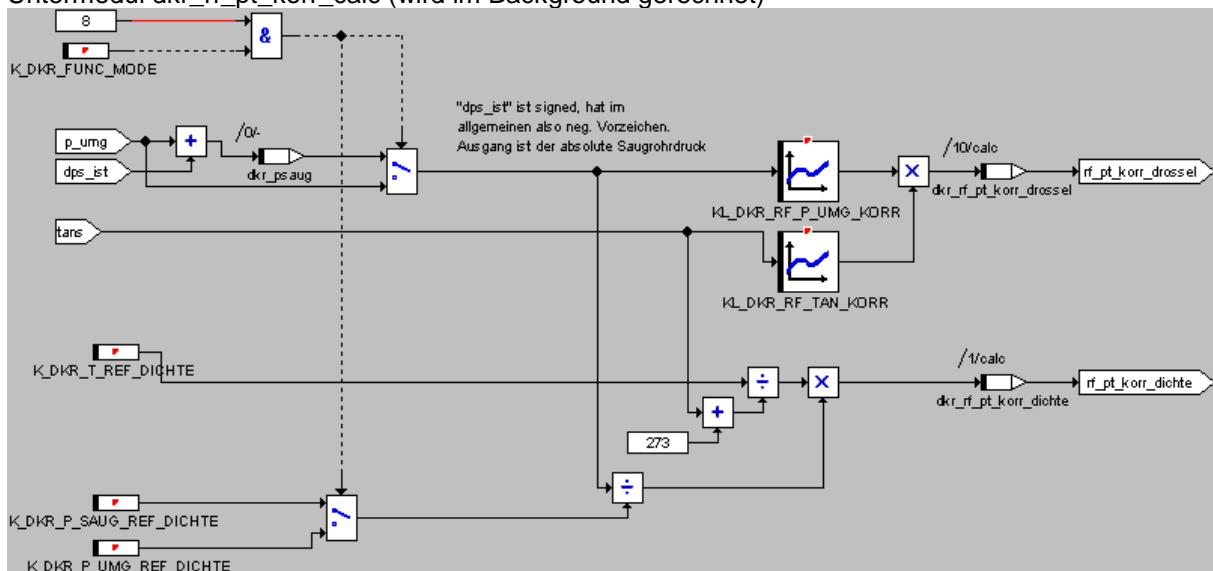 Untermodul dkr_rf_pt_korr_calc (wird im Background gerechnet)
8
&
K_DKR_FUNC_MODE
"dps_ist" ist signed, hat im
allgemeinen also neg. Vorzeichen.
Ausgang ist der absolute Saugrohrdruck
p_umg
+
/0/-
dps_ist
dkr_psaug
/10/calc
×
rf_pt_korr_drossel
dkr_rf_pt_korr_drossel
KL_DKR_RF_P_UMG_KORR
tans
KL_DKR_RF_TAN_KORR
K_DKR_T_REF_DICHTE
/1/calc
÷
×
rf_pt_korr_dichte
dkr_rf_pt_korr_dichte
+
273
÷
K_DKR_P_SAUG_REF_DICHTE
K_DKR_P_UMG_REF_DICHTE